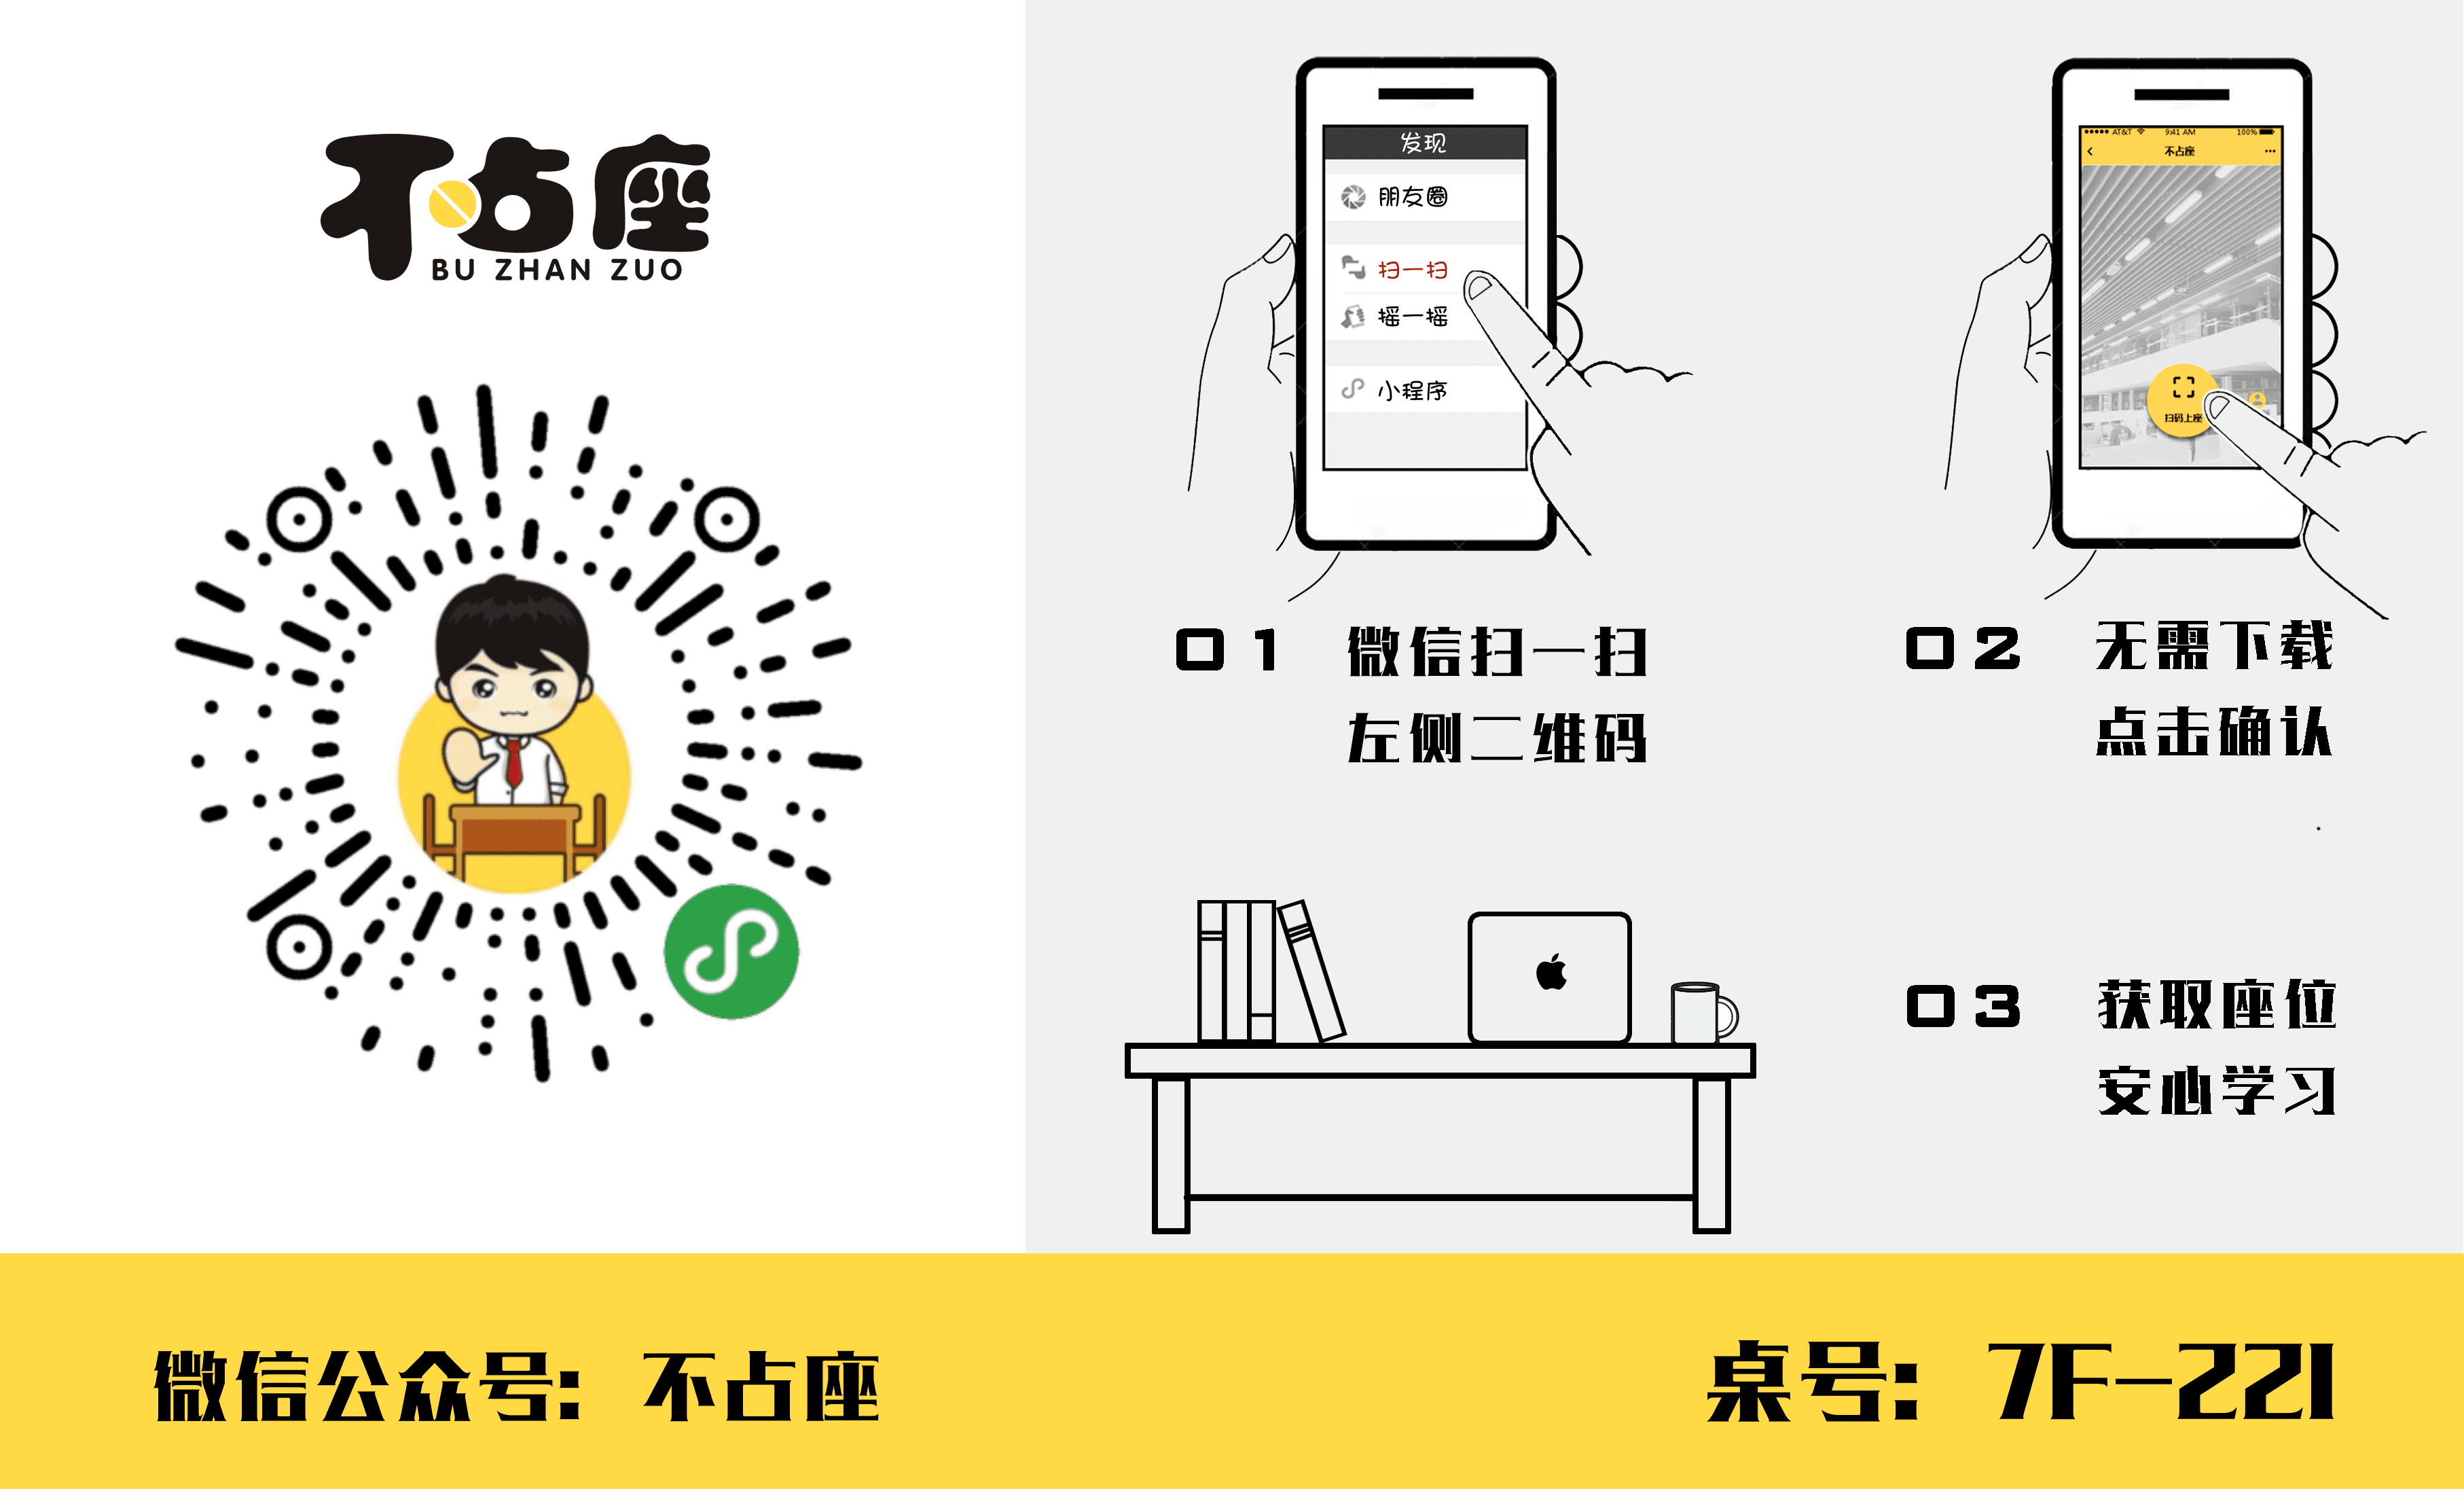 不占座
BU ZHAN ZUO
发现
朋友圈
扫一扫
摇一摇
小程序
AT&T 9:41 AM 100%
不占座
扫码上座
01 微信扫一扫
左侧二维码
02 无需下载
点击确认
03 获取座位
安心学习
微信公众号: 不占座
桌号: 7F-221